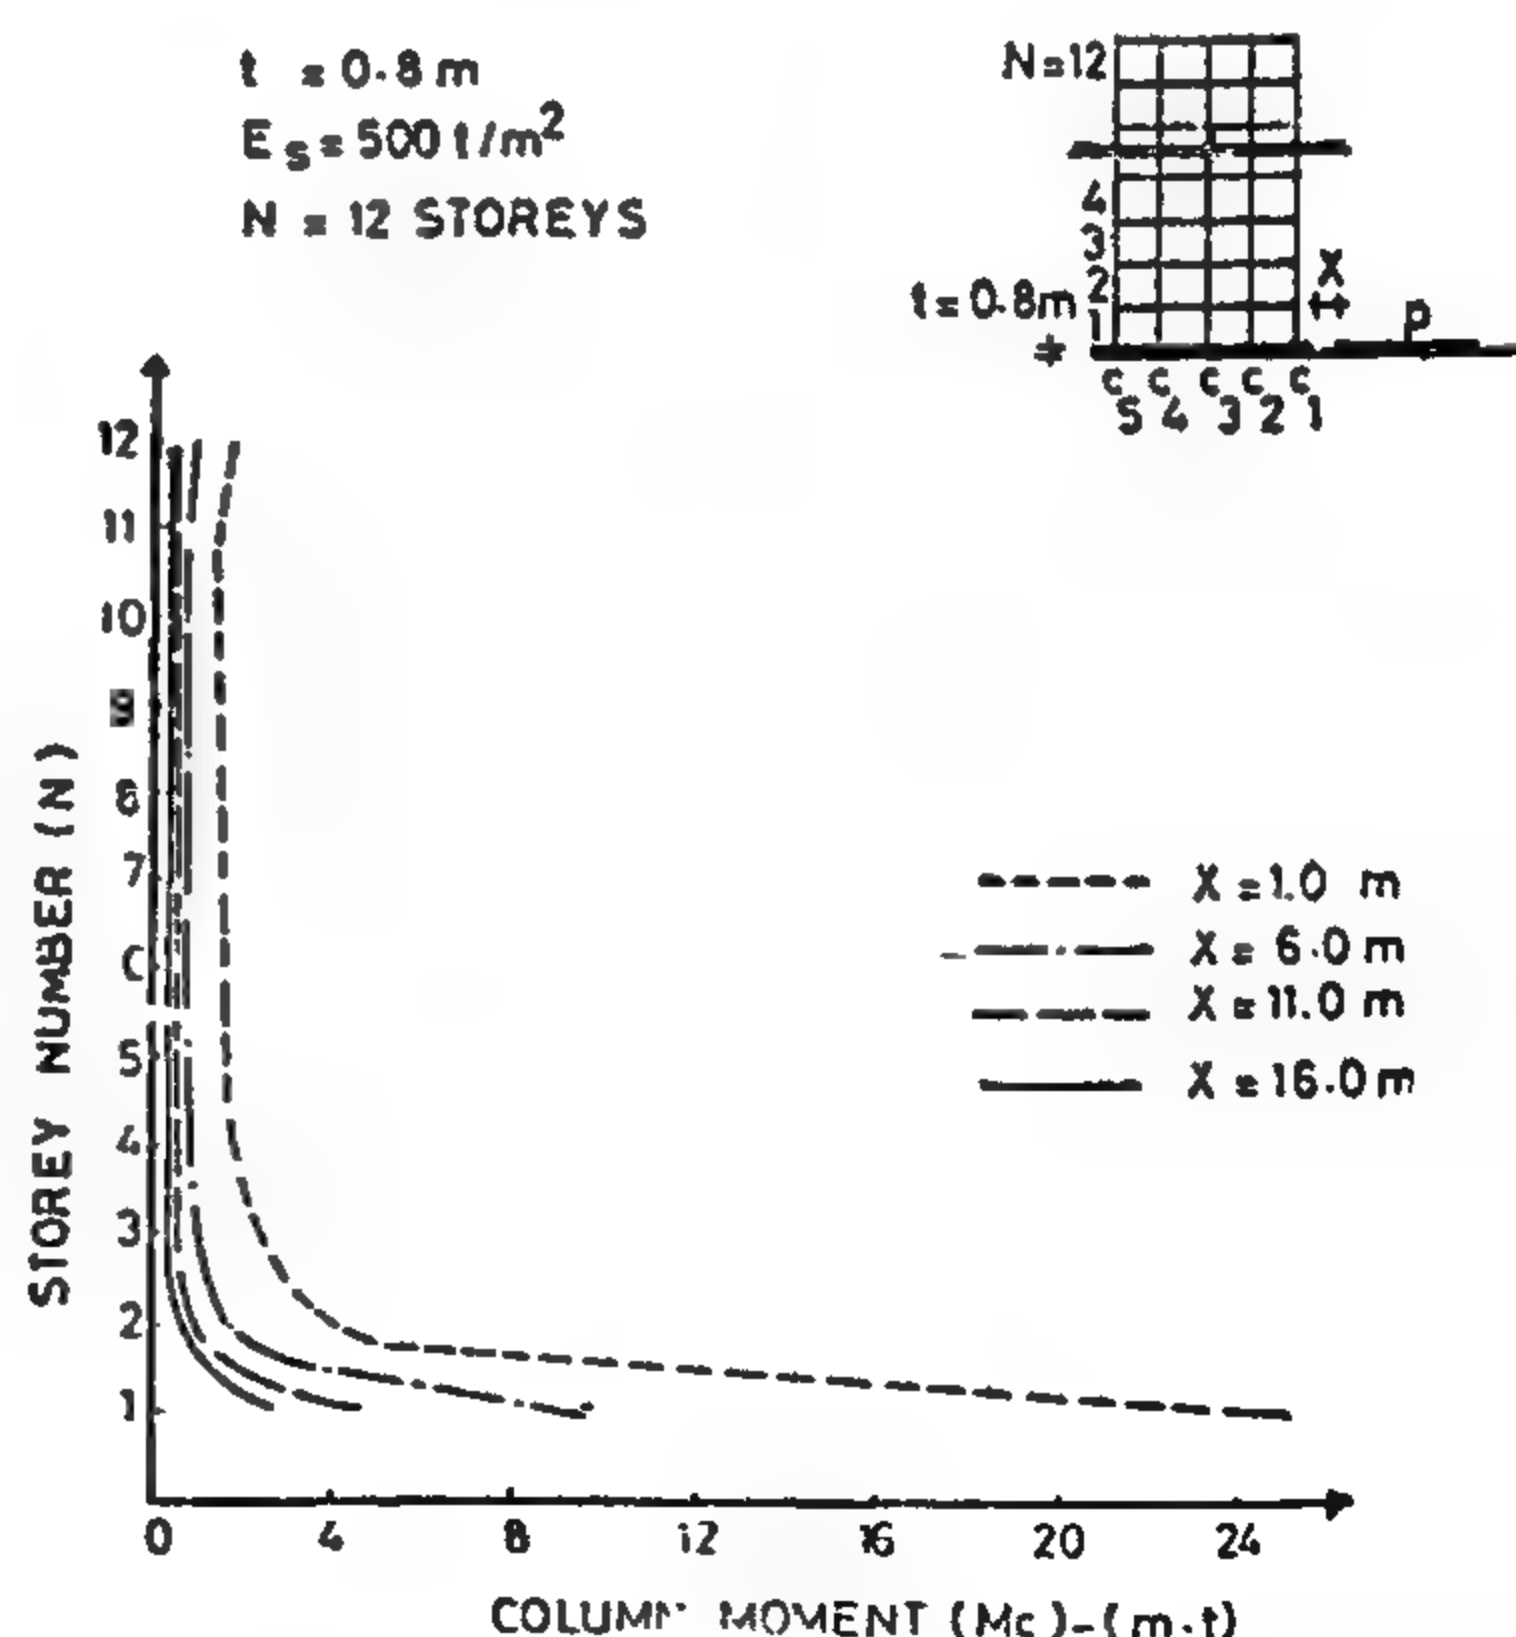 t = 0.8 m
Es = 500 t/m2
N = 12 STOREYS
N=12
4
3
2
1
t = 0.8m
X
P
c c c c c
5 4 3 2 1
12
11
10
8
7
5
4
3
2
1
STOREY NUMBER (N)
X = 1.0 m
X = 6.0 m
X = 11.0 m
X = 16.0 m
0 4 8 12 16 20 24
COLUMN MOMENT (Mc)-(m.t)